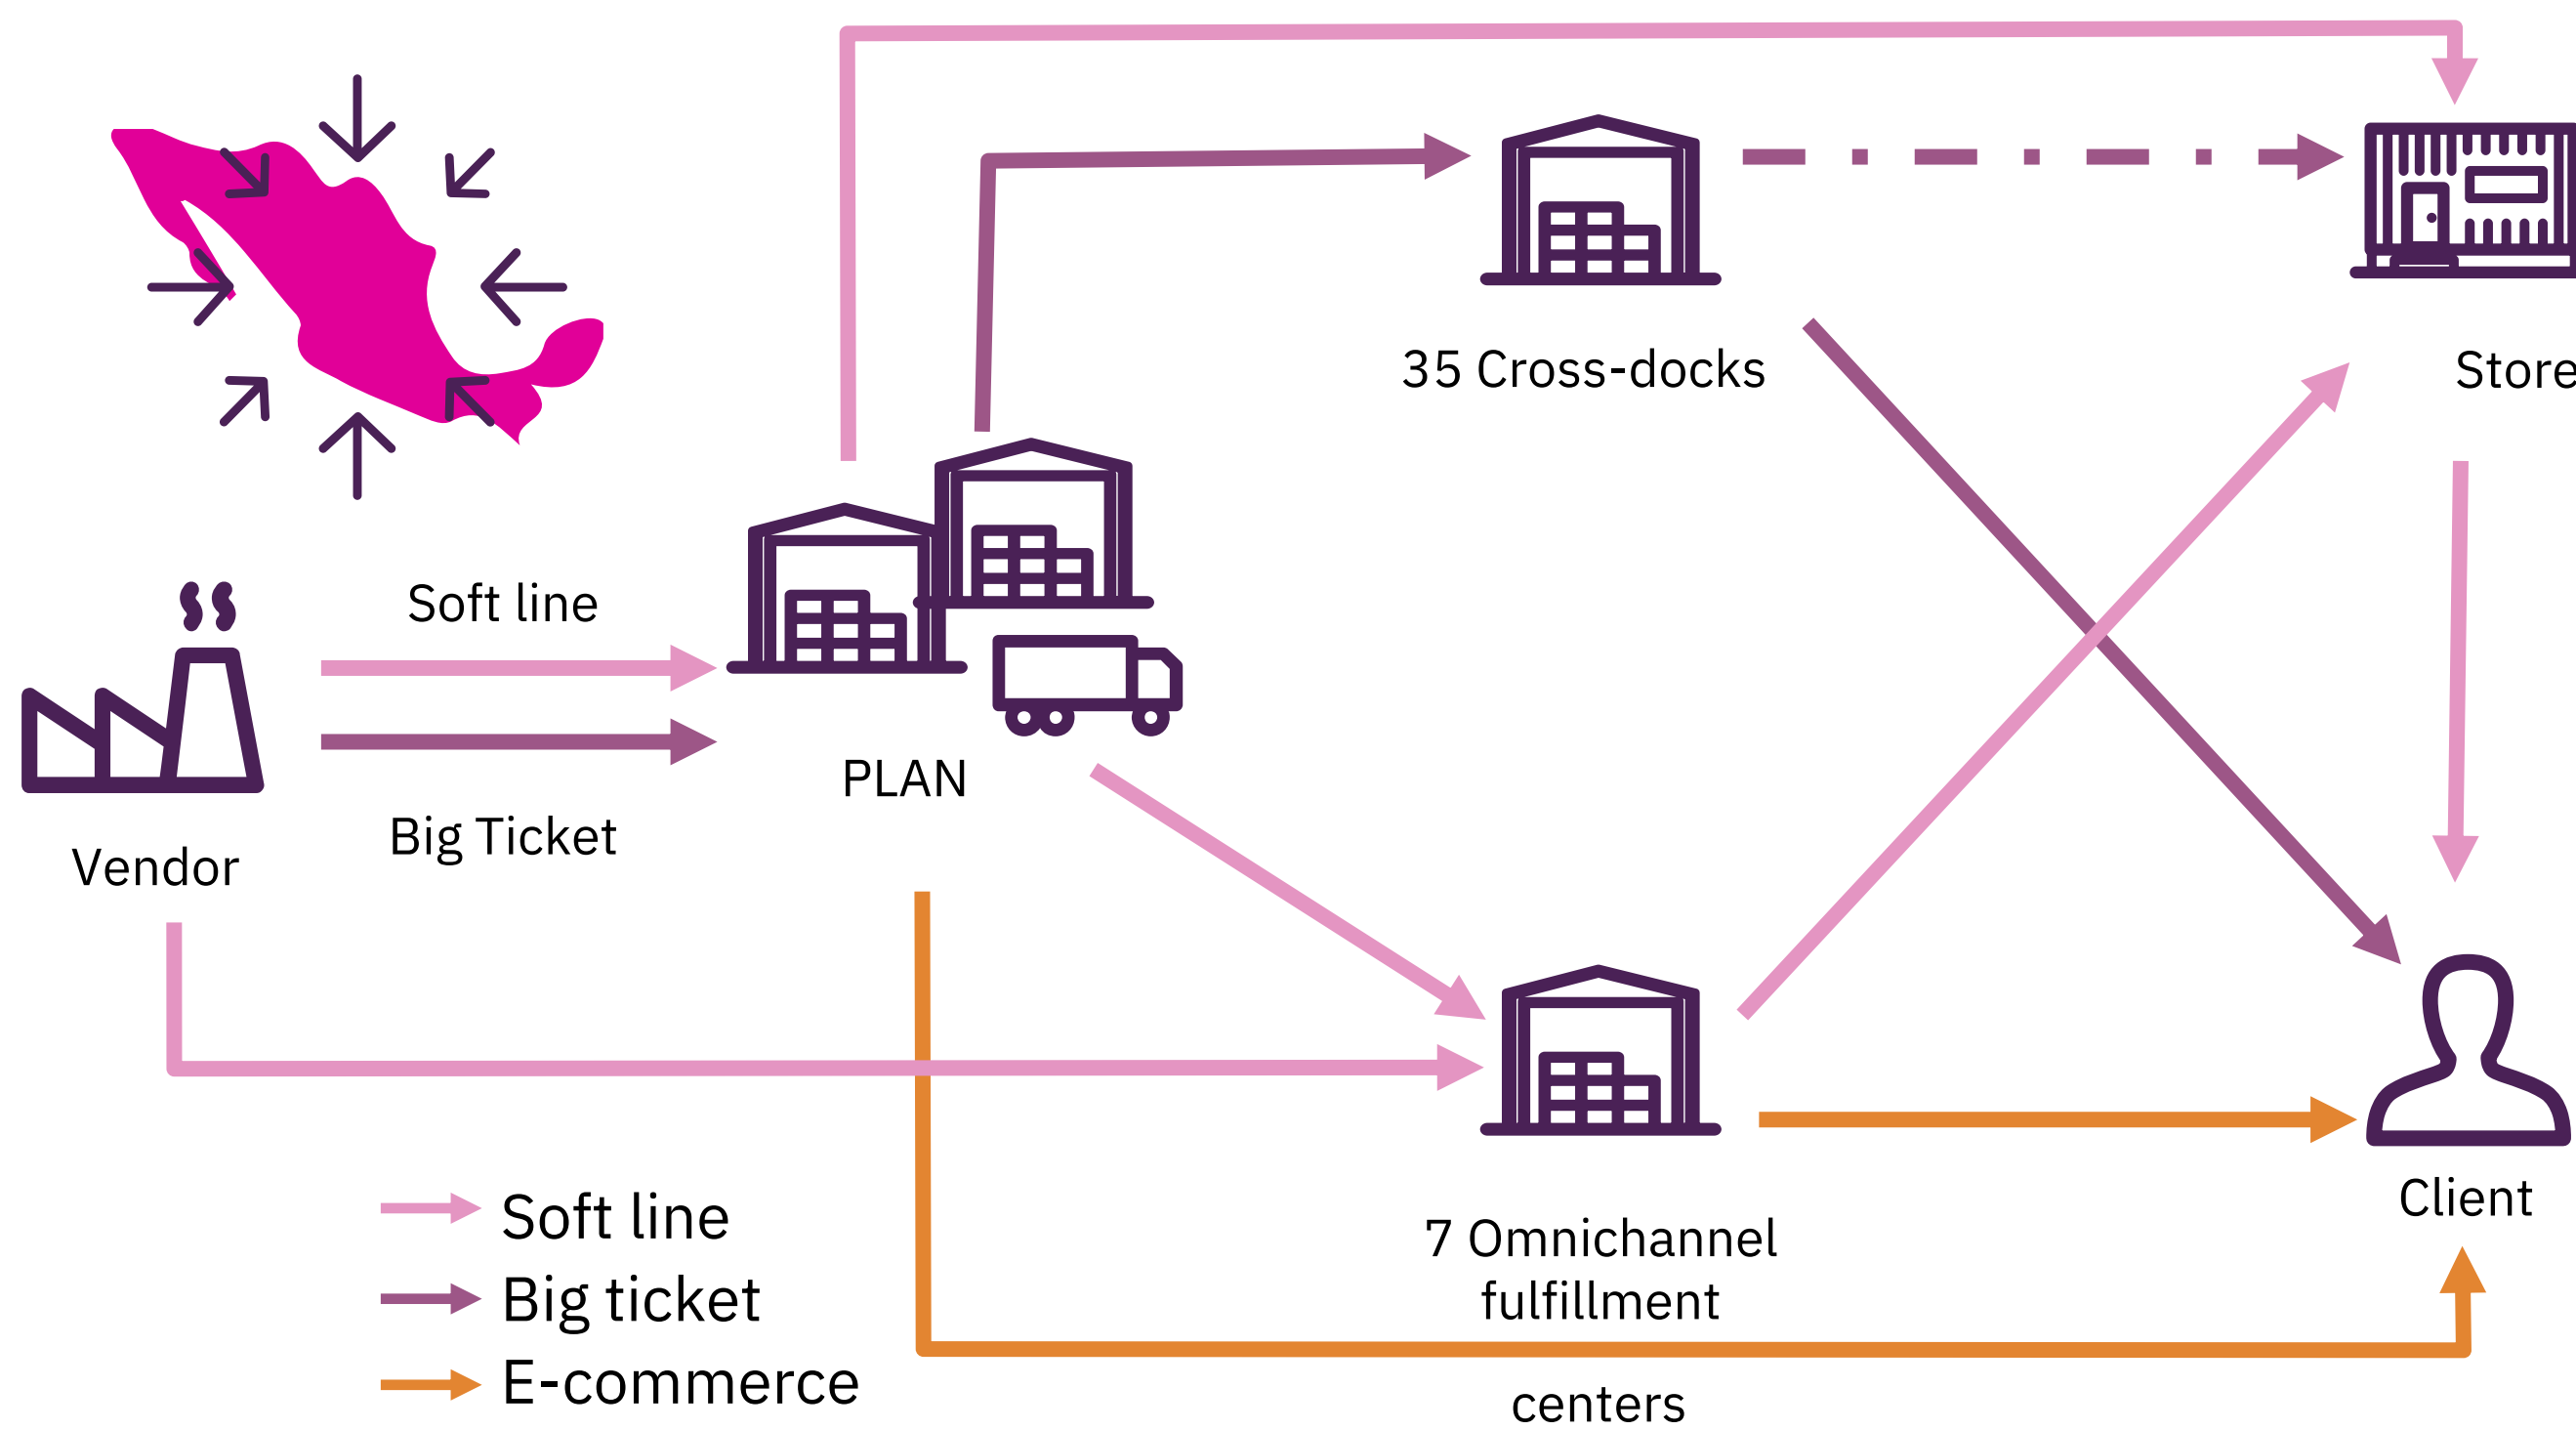 35 Cross-docks
Store
Soft line
PLAN
Big Ticket
Vendor
Client
7 Omnichannel
fulfillment
centers
Soft line
Big ticket
E-commerce